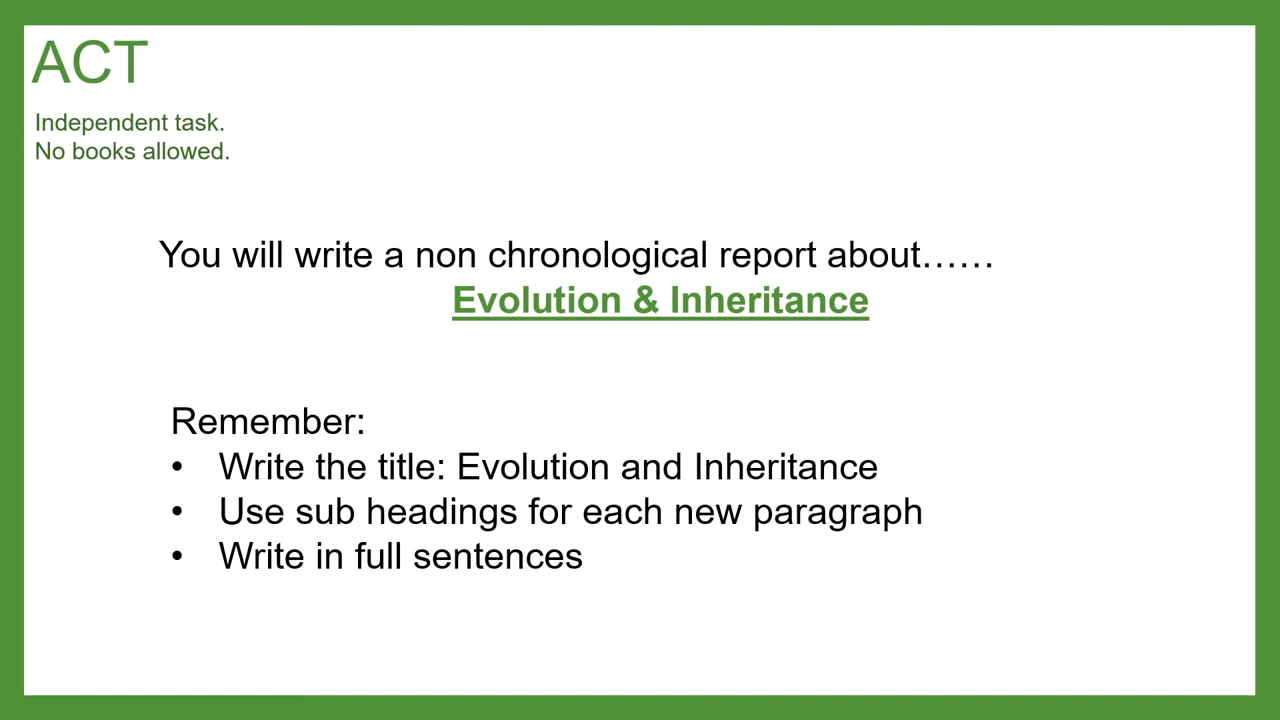 ACT
Independent task.
No books allowed.
You will write a non chronological report about……
Evolution & Inheritance
Remember:
• Write the title: Evolution and Inheritance
• Use sub headings for each new paragraph
• Write in full sentences